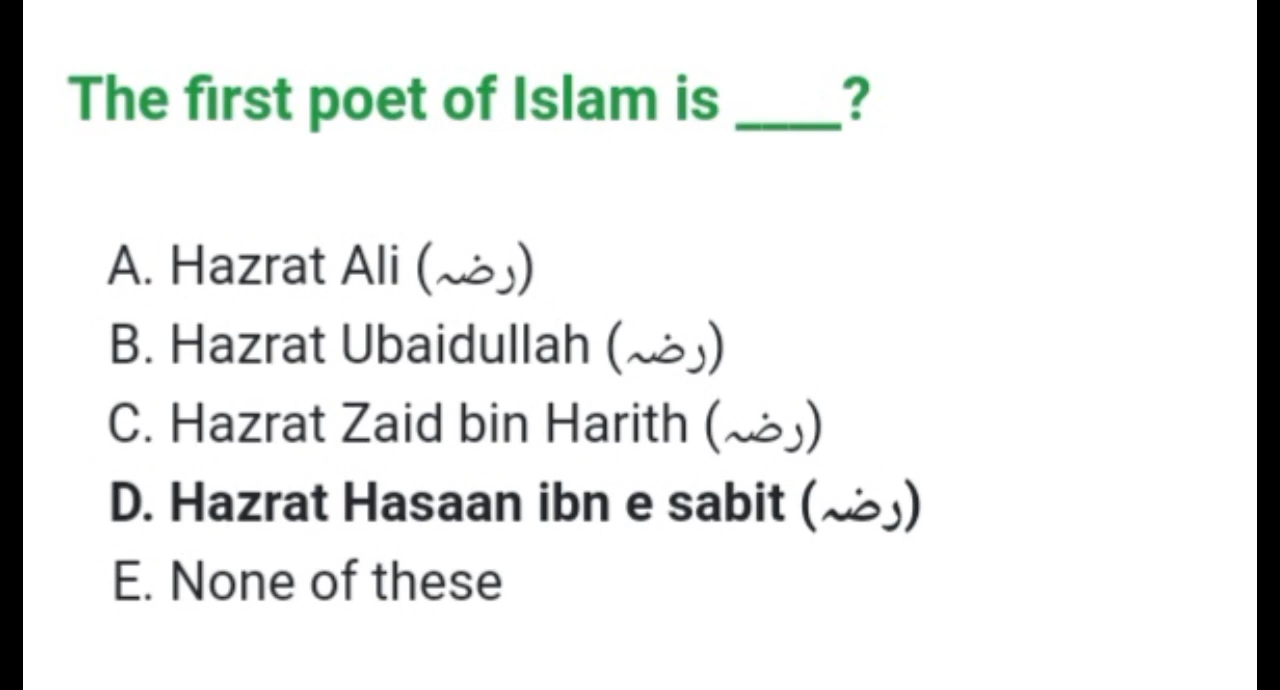 The first poet of Islam is ____?
A. Hazrat Ali (رضہ)
B. Hazrat Ubaidullah (رضہ)
C. Hazrat Zaid bin Harith (رضہ)
D. Hazrat Hasaan ibn e sabit (رضہ)
E. None of these